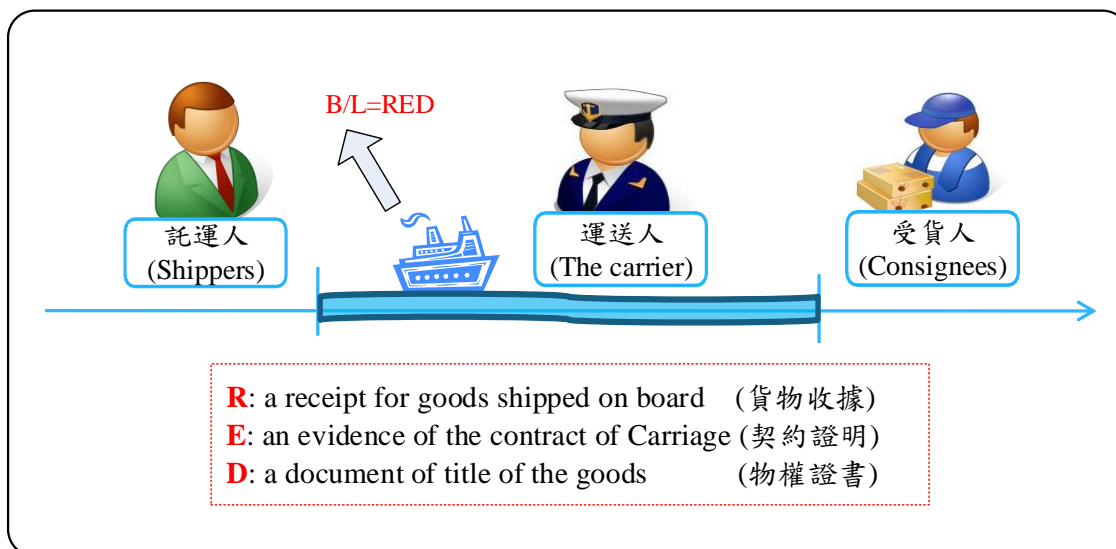 B/L=RED
託運人
(Shippers)
運送人
(The carrier)
受貨人
(Consignees)
R: a receipt for goods shipped on board (貨物收據)
E: an evidence of the contract of Carriage (契約證明)
D: a document of title of the goods (物權證書)